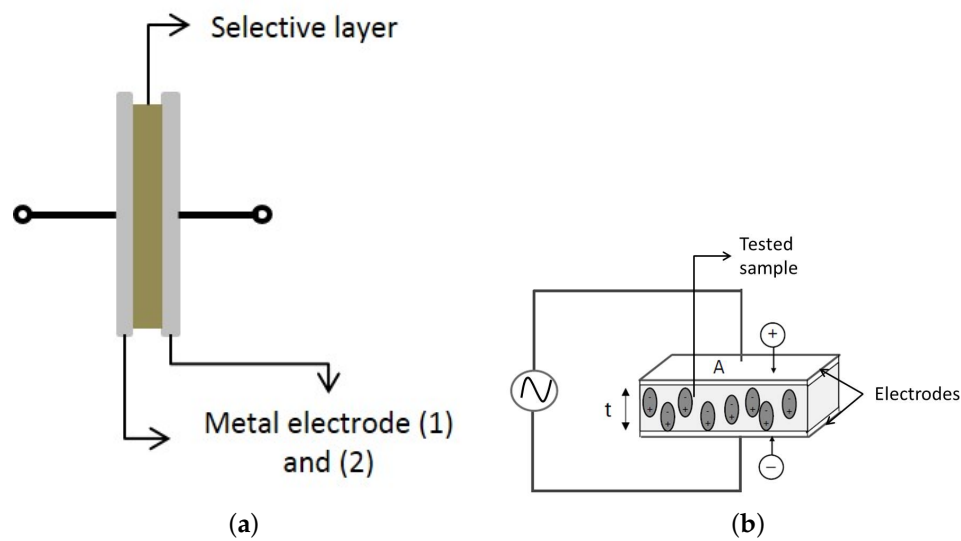 Selective layer
Metal electrode (1)
and (2)
(a)
Tested
sample
+
A
Electrodes
t
- + - + - + - + - + - + - +
−
(b)